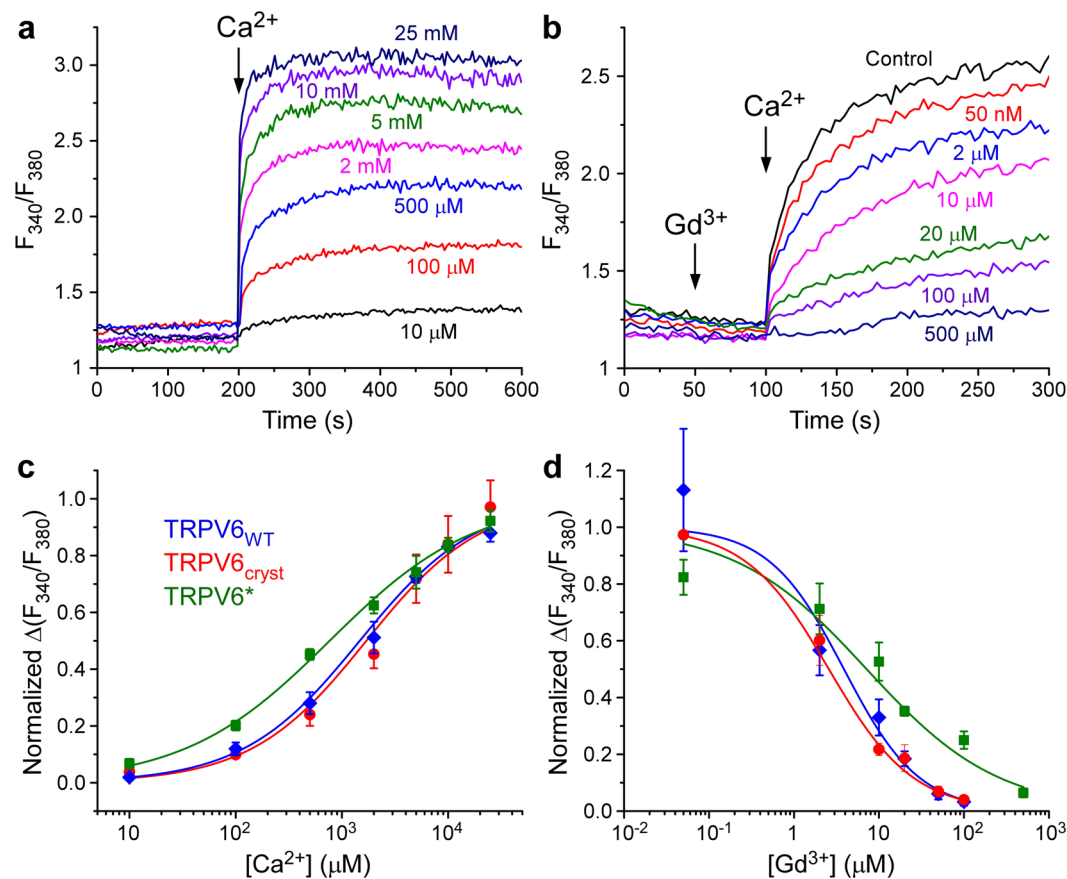 a
Ca²⁺
25 mM
10 mM
5 mM
2 mM
500 µM
100 µM
10 µM
3.0
2.5
2.0
1.5
1
F₃₄₀/F₃₈₀
0 100 200 300 400 500 600
Time (s)
b
Control
Ca²⁺
50 nM
2 µM
Gd³⁺
10 µM
20 µM
100 µM
500 µM
2.5
2.0
1.5
1
F₃₄₀/F₃₈₀
0 50 100 150 200 250 300
Time (s)
c
TRPV6WT
TRPV6cryst
TRPV6*
1.0
0.8
0.6
0.4
0.2
0.0
Normalized Δ(F₃₄₀/F₃₈₀)
10 10² 10³ 10⁴
[Ca²⁺] (µM)
d
1.2
1.0
0.8
0.6
0.4
0.2
0.0
Normalized Δ(F₃₄₀/F₃₈₀)
10⁻² 10⁻¹ 1 10 10² 10³
[Gd³⁺] (µM)